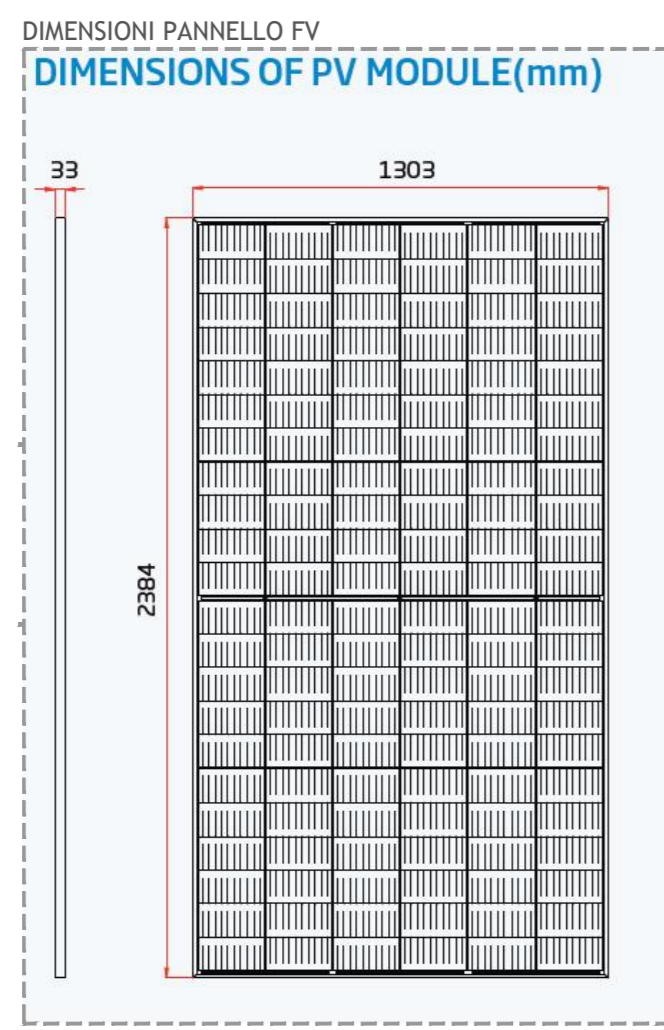 DIMENSIONI PANNELLO FV
DIMENSIONS OF PV MODULE(mm)
33
1303
2384